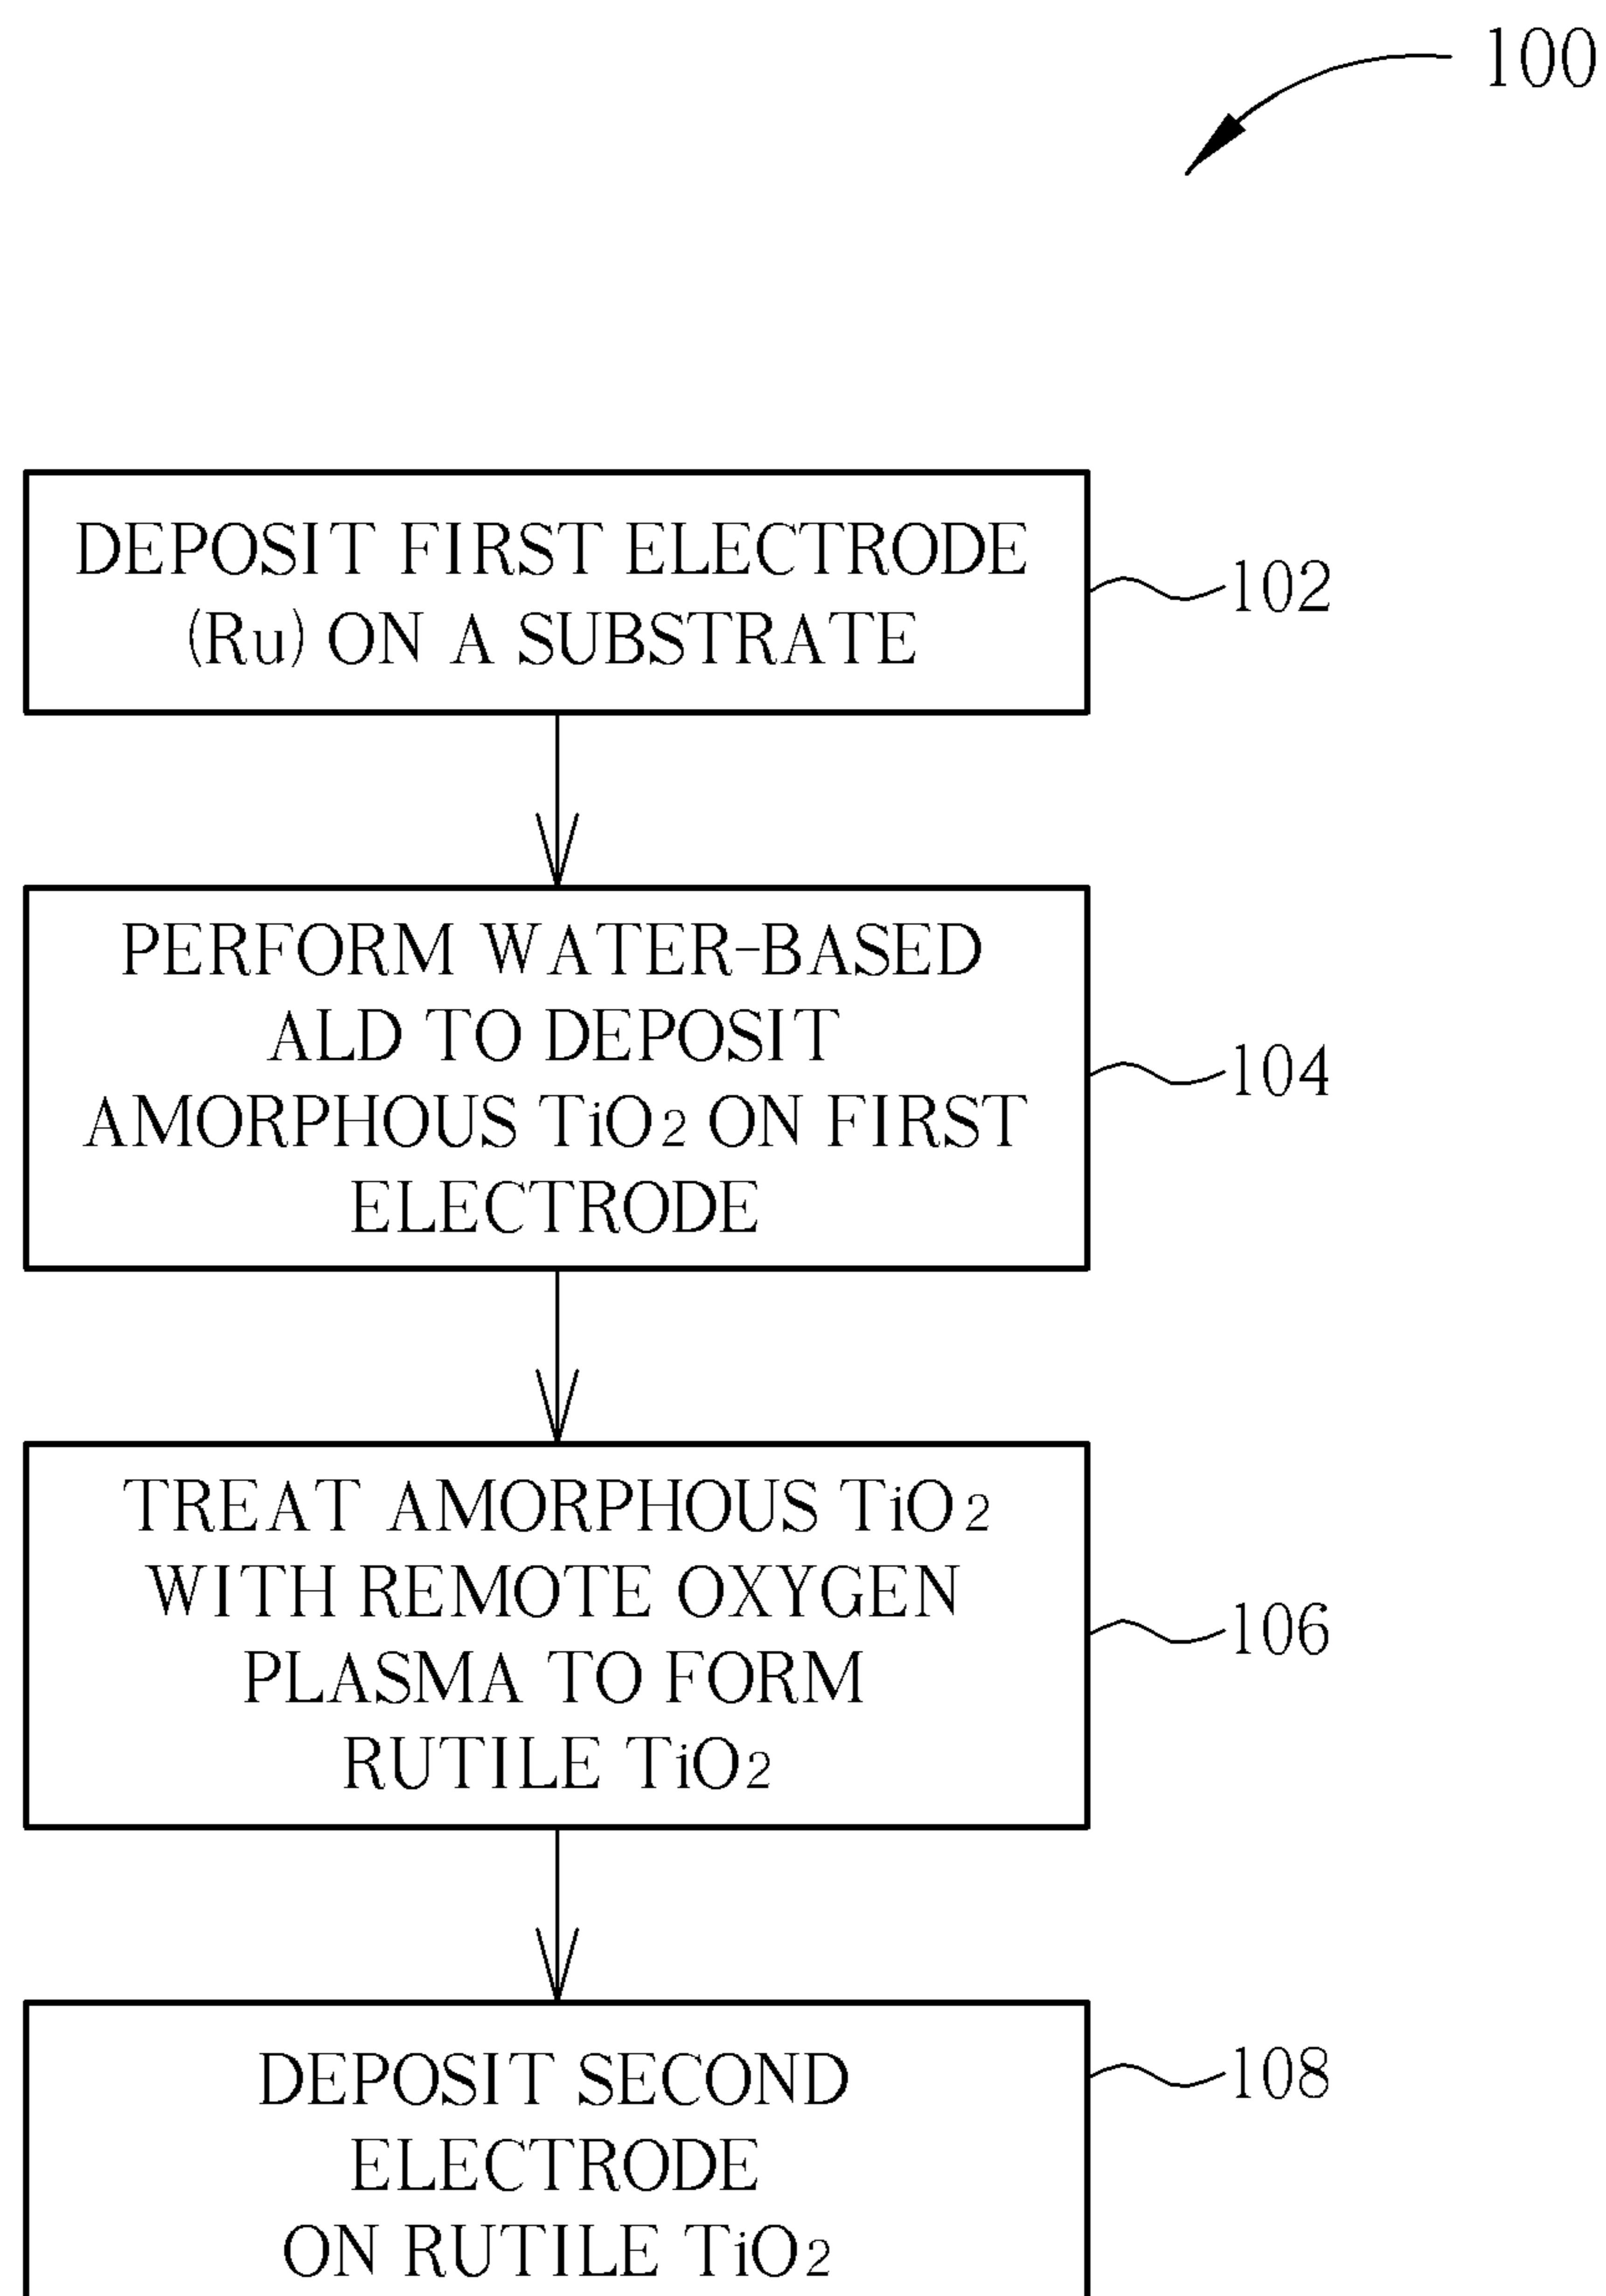 100
DEPOSIT FIRST ELECTRODE
(Ru) ON A SUBSTRATE
102
PERFORM WATER-BASED
ALD TO DEPOSIT
AMORPHOUS TiO2 ON FIRST
ELECTRODE
104
TREAT AMORPHOUS TiO2
WITH REMOTE OXYGEN
PLASMA TO FORM
RUTILE TiO2
106
DEPOSIT SECOND
ELECTRODE
ON RUTILE TiO2
108